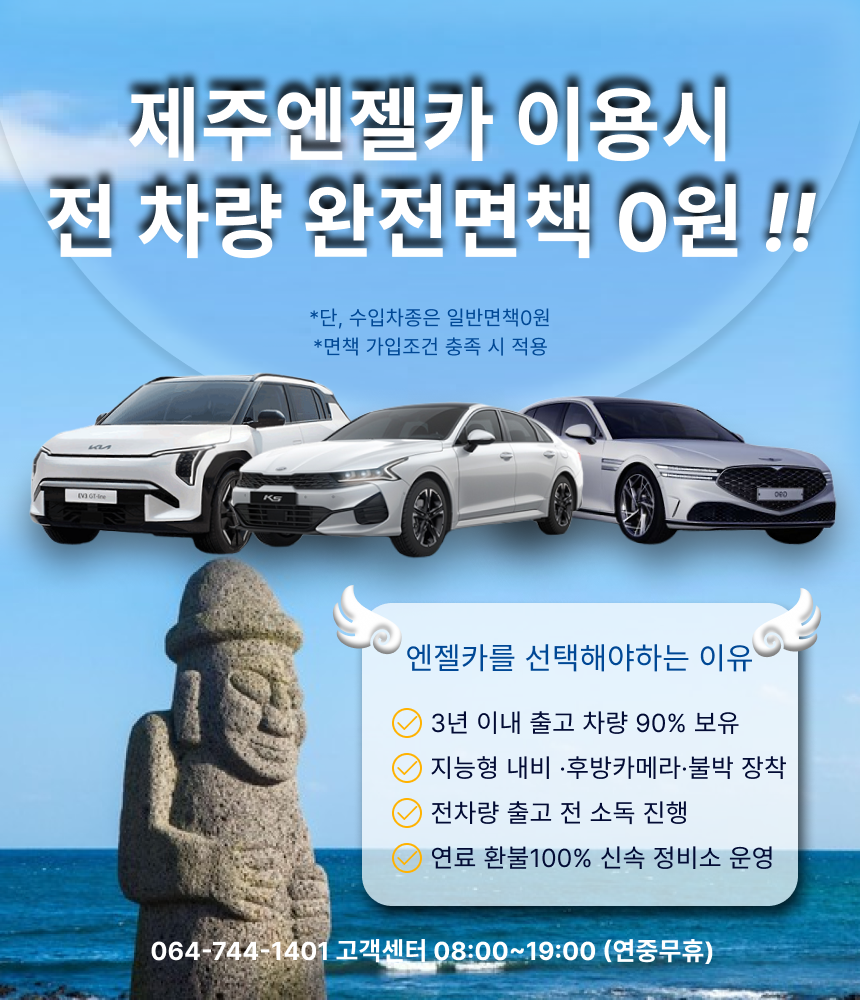 제주엔젤카 이용시
전 차량 완전면책 0원 !!
*단, 수입차종은 일반면책0원
*면책 가입조건 충족 시 적용
KIA
EV3 GT-line
K5
G90
엔젤카를 선택해야하는 이유
3년 이내 출고 차량 90% 보유
지능형 내비 ·후방카메라·불박 장착
전차량 출고 전 소독 진행
연료 환불100% 신속 정비소 운영
064-744-1401 고객센터 08:00~19:00 (연중무휴)